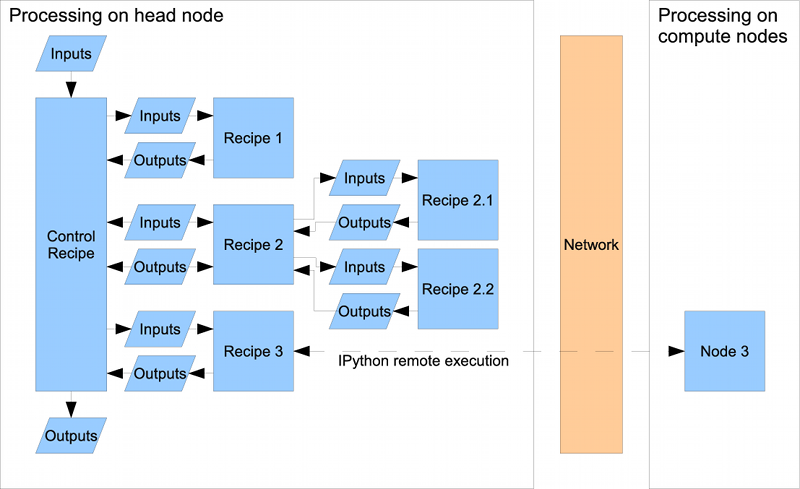 Processing on head node
Processing on
compute nodes
Inputs
Inputs
Recipe 1
Outputs
Inputs
Recipe 2.1
Outputs
Inputs
Control
Recipe
Recipe 2
Network
Outputs
Inputs
Recipe 2.2
Outputs
Inputs
Recipe 3
IPython remote execution
Node 3
Outputs
Outputs